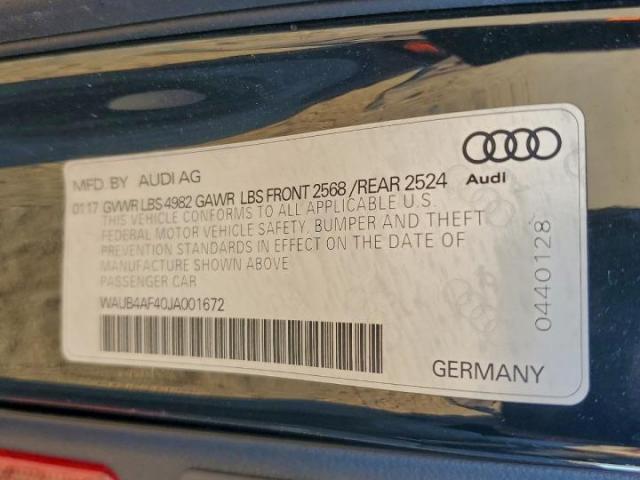 MFD. BY AUDI AG
0117 GVWR LBS 4982 GAWR LBS FRONT 2568 /REAR 2524
THIS VEHICLE CONFORMS TO ALL APPLICABLE U.S.
FEDERAL MOTOR VEHICLE SAFETY, BUMPER AND THEFT
PREVENTION STANDARDS IN EFFECT ON THE DATE OF
MANUFACTURE SHOWN ABOVE
PASSENGER CAR
WAUB4AF40JA001672
Audi
0440128
GERMANY